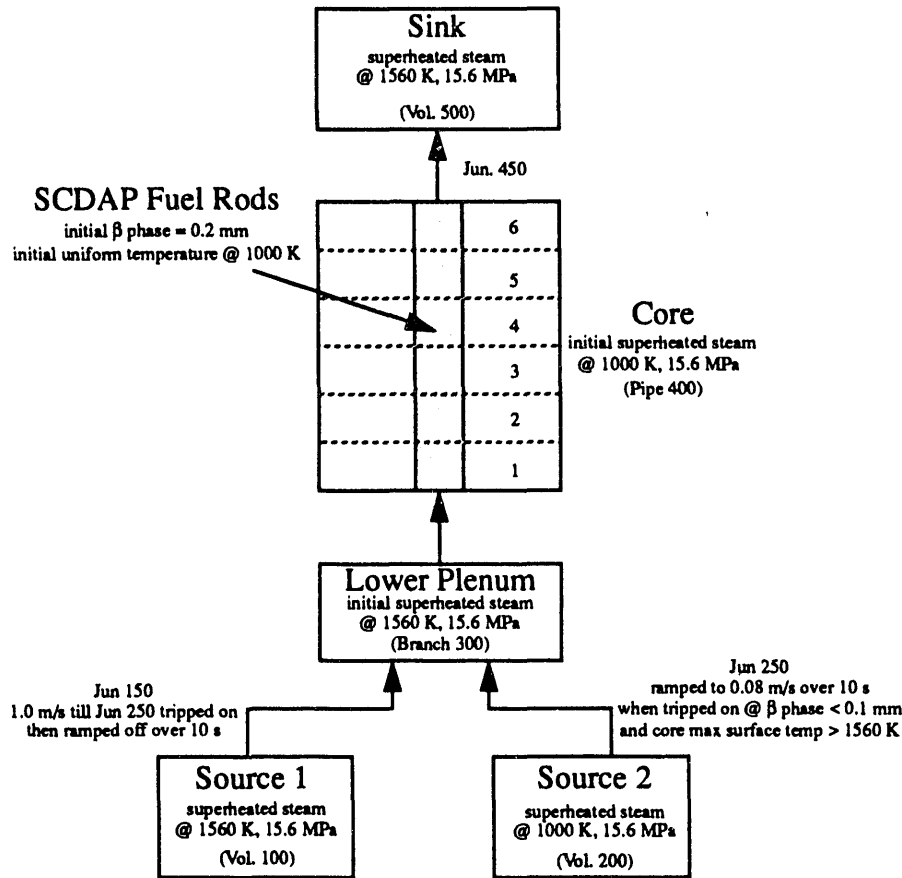 Sink
superheated steam
@ 1560 K, 15.6 MPa
(Vol. 500)
Jun. 450
SCDAP Fuel Rods
initial β phase = 0.2 mm
initial uniform temperature @ 1000 K
6
5
4
3
2
1
Core
initial superheated steam
@ 1000 K, 15.6 MPa
(Pipe 400)
Lower Plenum
initial superheated steam
@ 1560 K, 15.6 MPa
(Branch 300)
Jun 150
1.0 m/s till Jun 250 tripped on
then ramped off over 10 s
Jun 250
ramped to 0.08 m/s over 10 s
when tripped on @ β phase < 0.1 mm
and core max surface temp > 1560 K
Source 1
superheated steam
@ 1560 K, 15.6 MPa
(Vol. 100)
Source 2
superheated steam
@ 1000 K, 15.6 MPa
(Vol. 200)